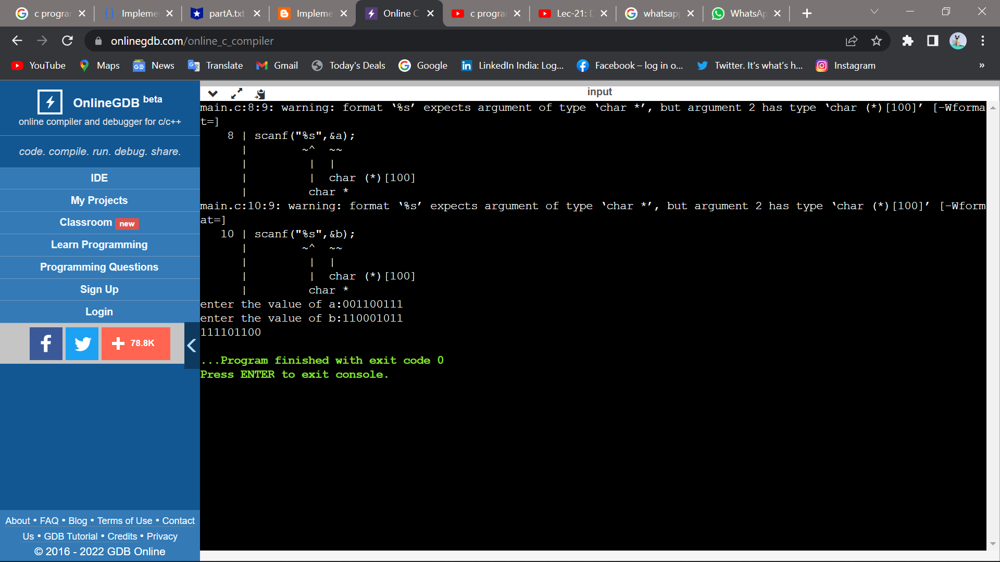 c progra
Impleme
partA.txt
Impleme
Online C
c progra
Lec-21: D
whatsapp
WhatsAp
onlinegdb.com/online_c_compiler
YouTube Maps News Translate Gmail Today's Deals Google LinkedIn India: Log... Facebook – log in o... Twitter. It's what's h... Instagram »
OnlineGDB beta
online compiler and debugger for c/c++
code. compile. run. debug. share.
IDE
My Projects
Classroom new
Learn Programming
Programming Questions
Sign Up
Login
78.8K
About • FAQ • Blog • Terms of Use • Contact
Us • GDB Tutorial • Credits • Privacy
© 2016 - 2022 GDB Online
input
main.c:8:9: warning: format ‘%s’ expects argument of type ‘char *’, but argument 2 has type ‘char (*)[100]’ [-Wforma
t=]
    8 | scanf("%s",&a);
      |        ~^  ~~
      |         |  |
      |         |  char (*)[100]
      |         char *
main.c:10:9: warning: format ‘%s’ expects argument of type ‘char *’, but argument 2 has type ‘char (*)[100]’ [-Wform
at=]
   10 | scanf("%s",&b);
      |        ~^  ~~
      |         |  |
      |         |  char (*)[100]
      |         char *
enter the value of a:001100111
enter the value of b:110001011
111101100
...Program finished with exit code 0
Press ENTER to exit console.